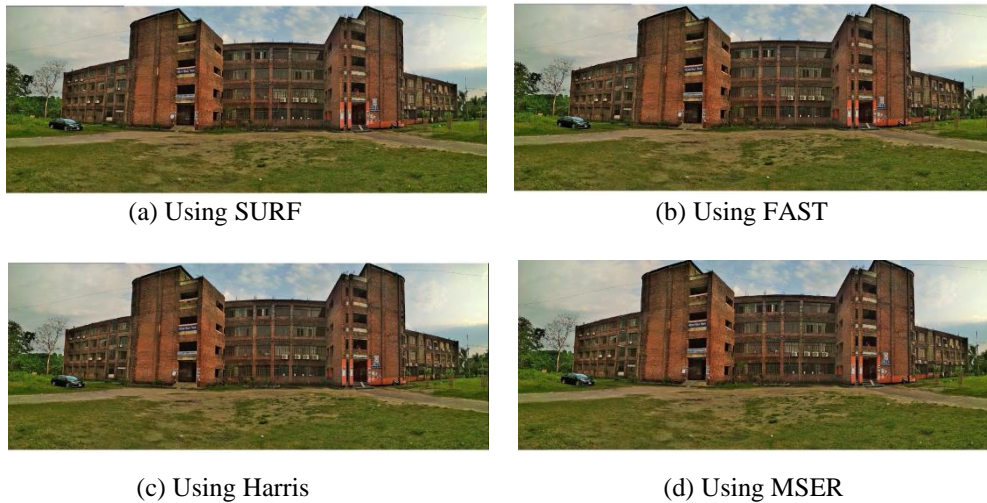 (a) Using SURF
(b) Using FAST
(c) Using Harris
(d) Using MSER